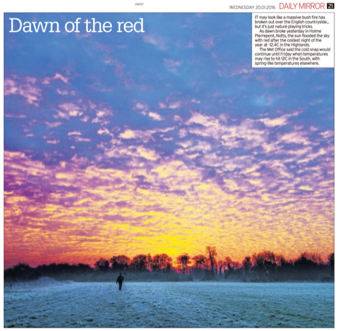 WEDNESDAY 20.01.2016 DAILY MIRROR 21
Dawn of the red
IT may look like a massive bush fire has
broken out over the English countryside...
but it's just nature playing tricks.
As dawn broke yesterday in Holme
Pierrepont, Notts, the sun flooded the sky
with red after the coldest night of the
year at -12.4C in the Highlands.
The Met Office said the cold snap would
continue until Friday when temperatures
may rise to hit 12C in the South, with
spring-like temperatures elsewhere.